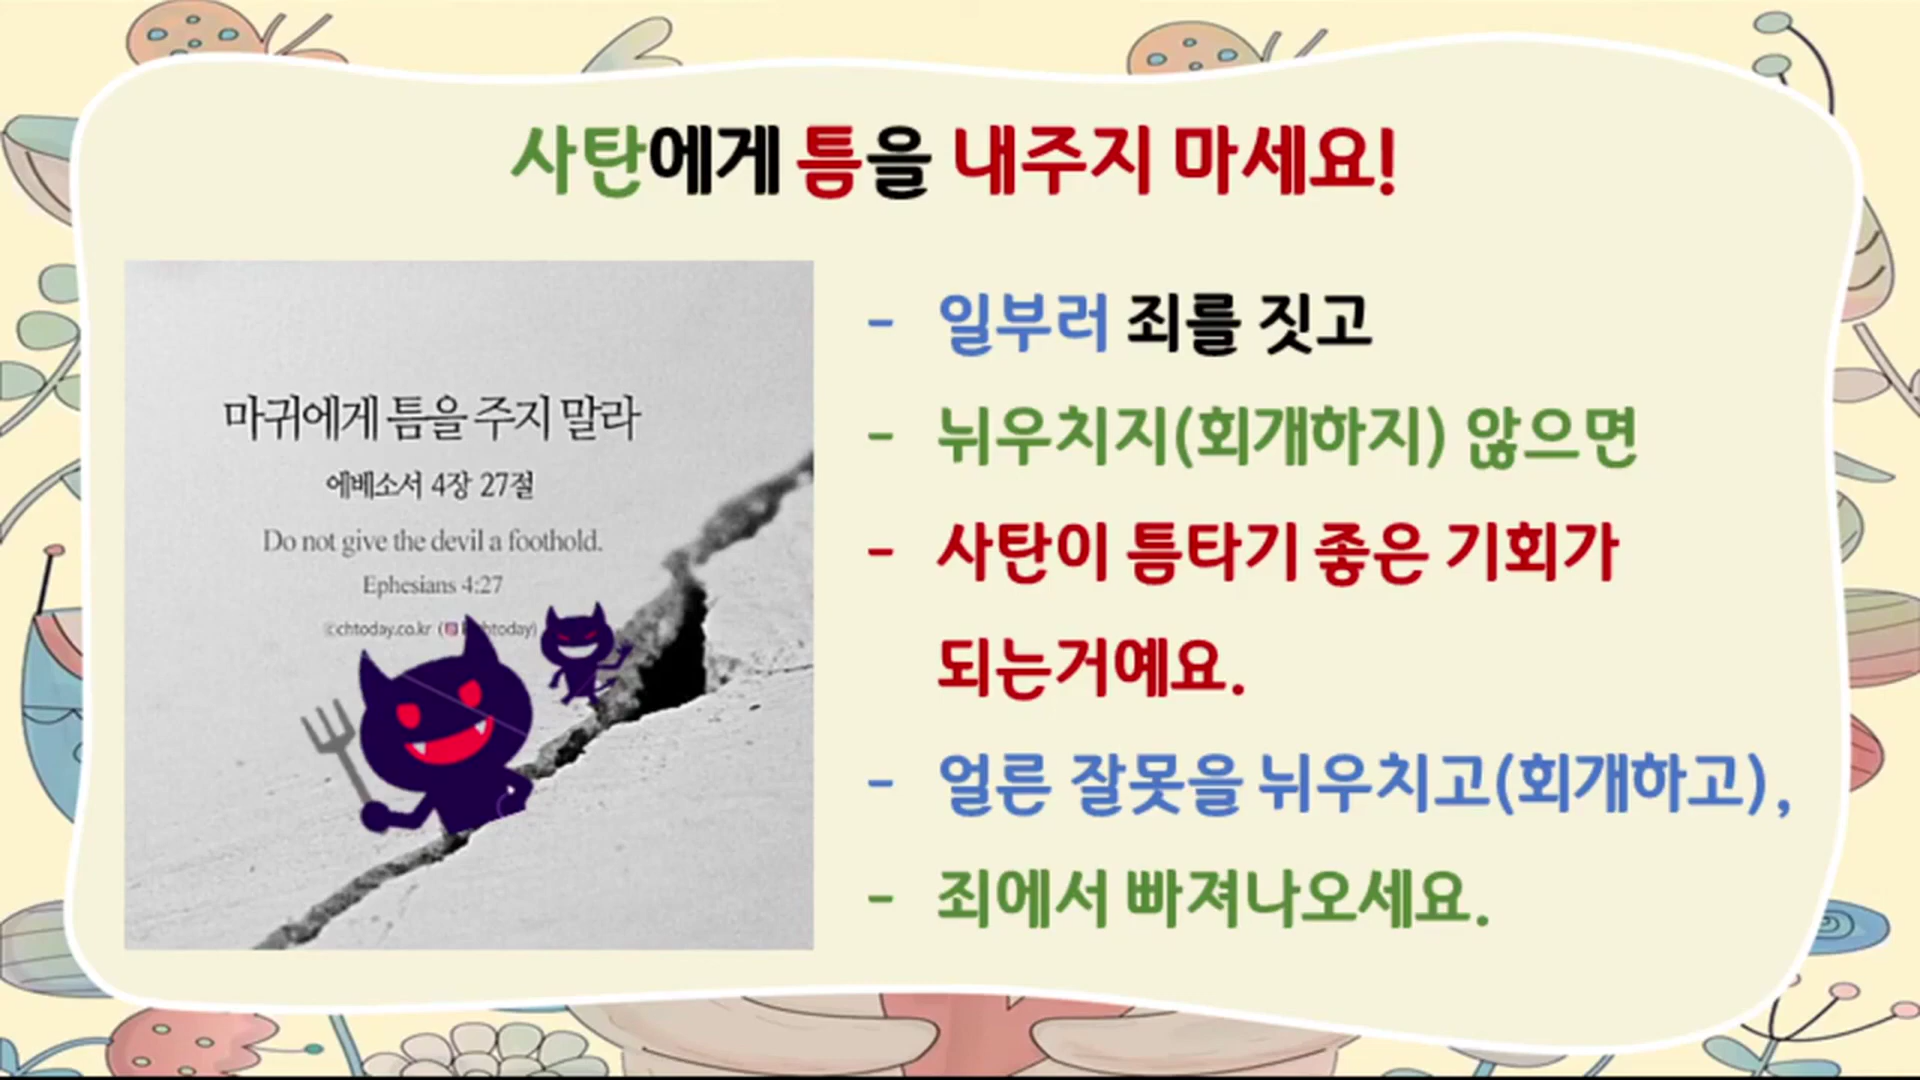 사탄에게 틈을 내주지 마세요!
마귀에게 틈을 주지 말라
에베소서 4장 27절
Do not give the devil a foothold.
Ephesians 4:27
©chtoday.co.kr (htoday)
- 일부러 죄를 짓고
- 뉘우치지(회개하지) 않으면
- 사탄이 틈타기 좋은 기회가
되는거예요.
- 얼른 잘못을 뉘우치고(회개하고),
- 죄에서 빠져나오세요.